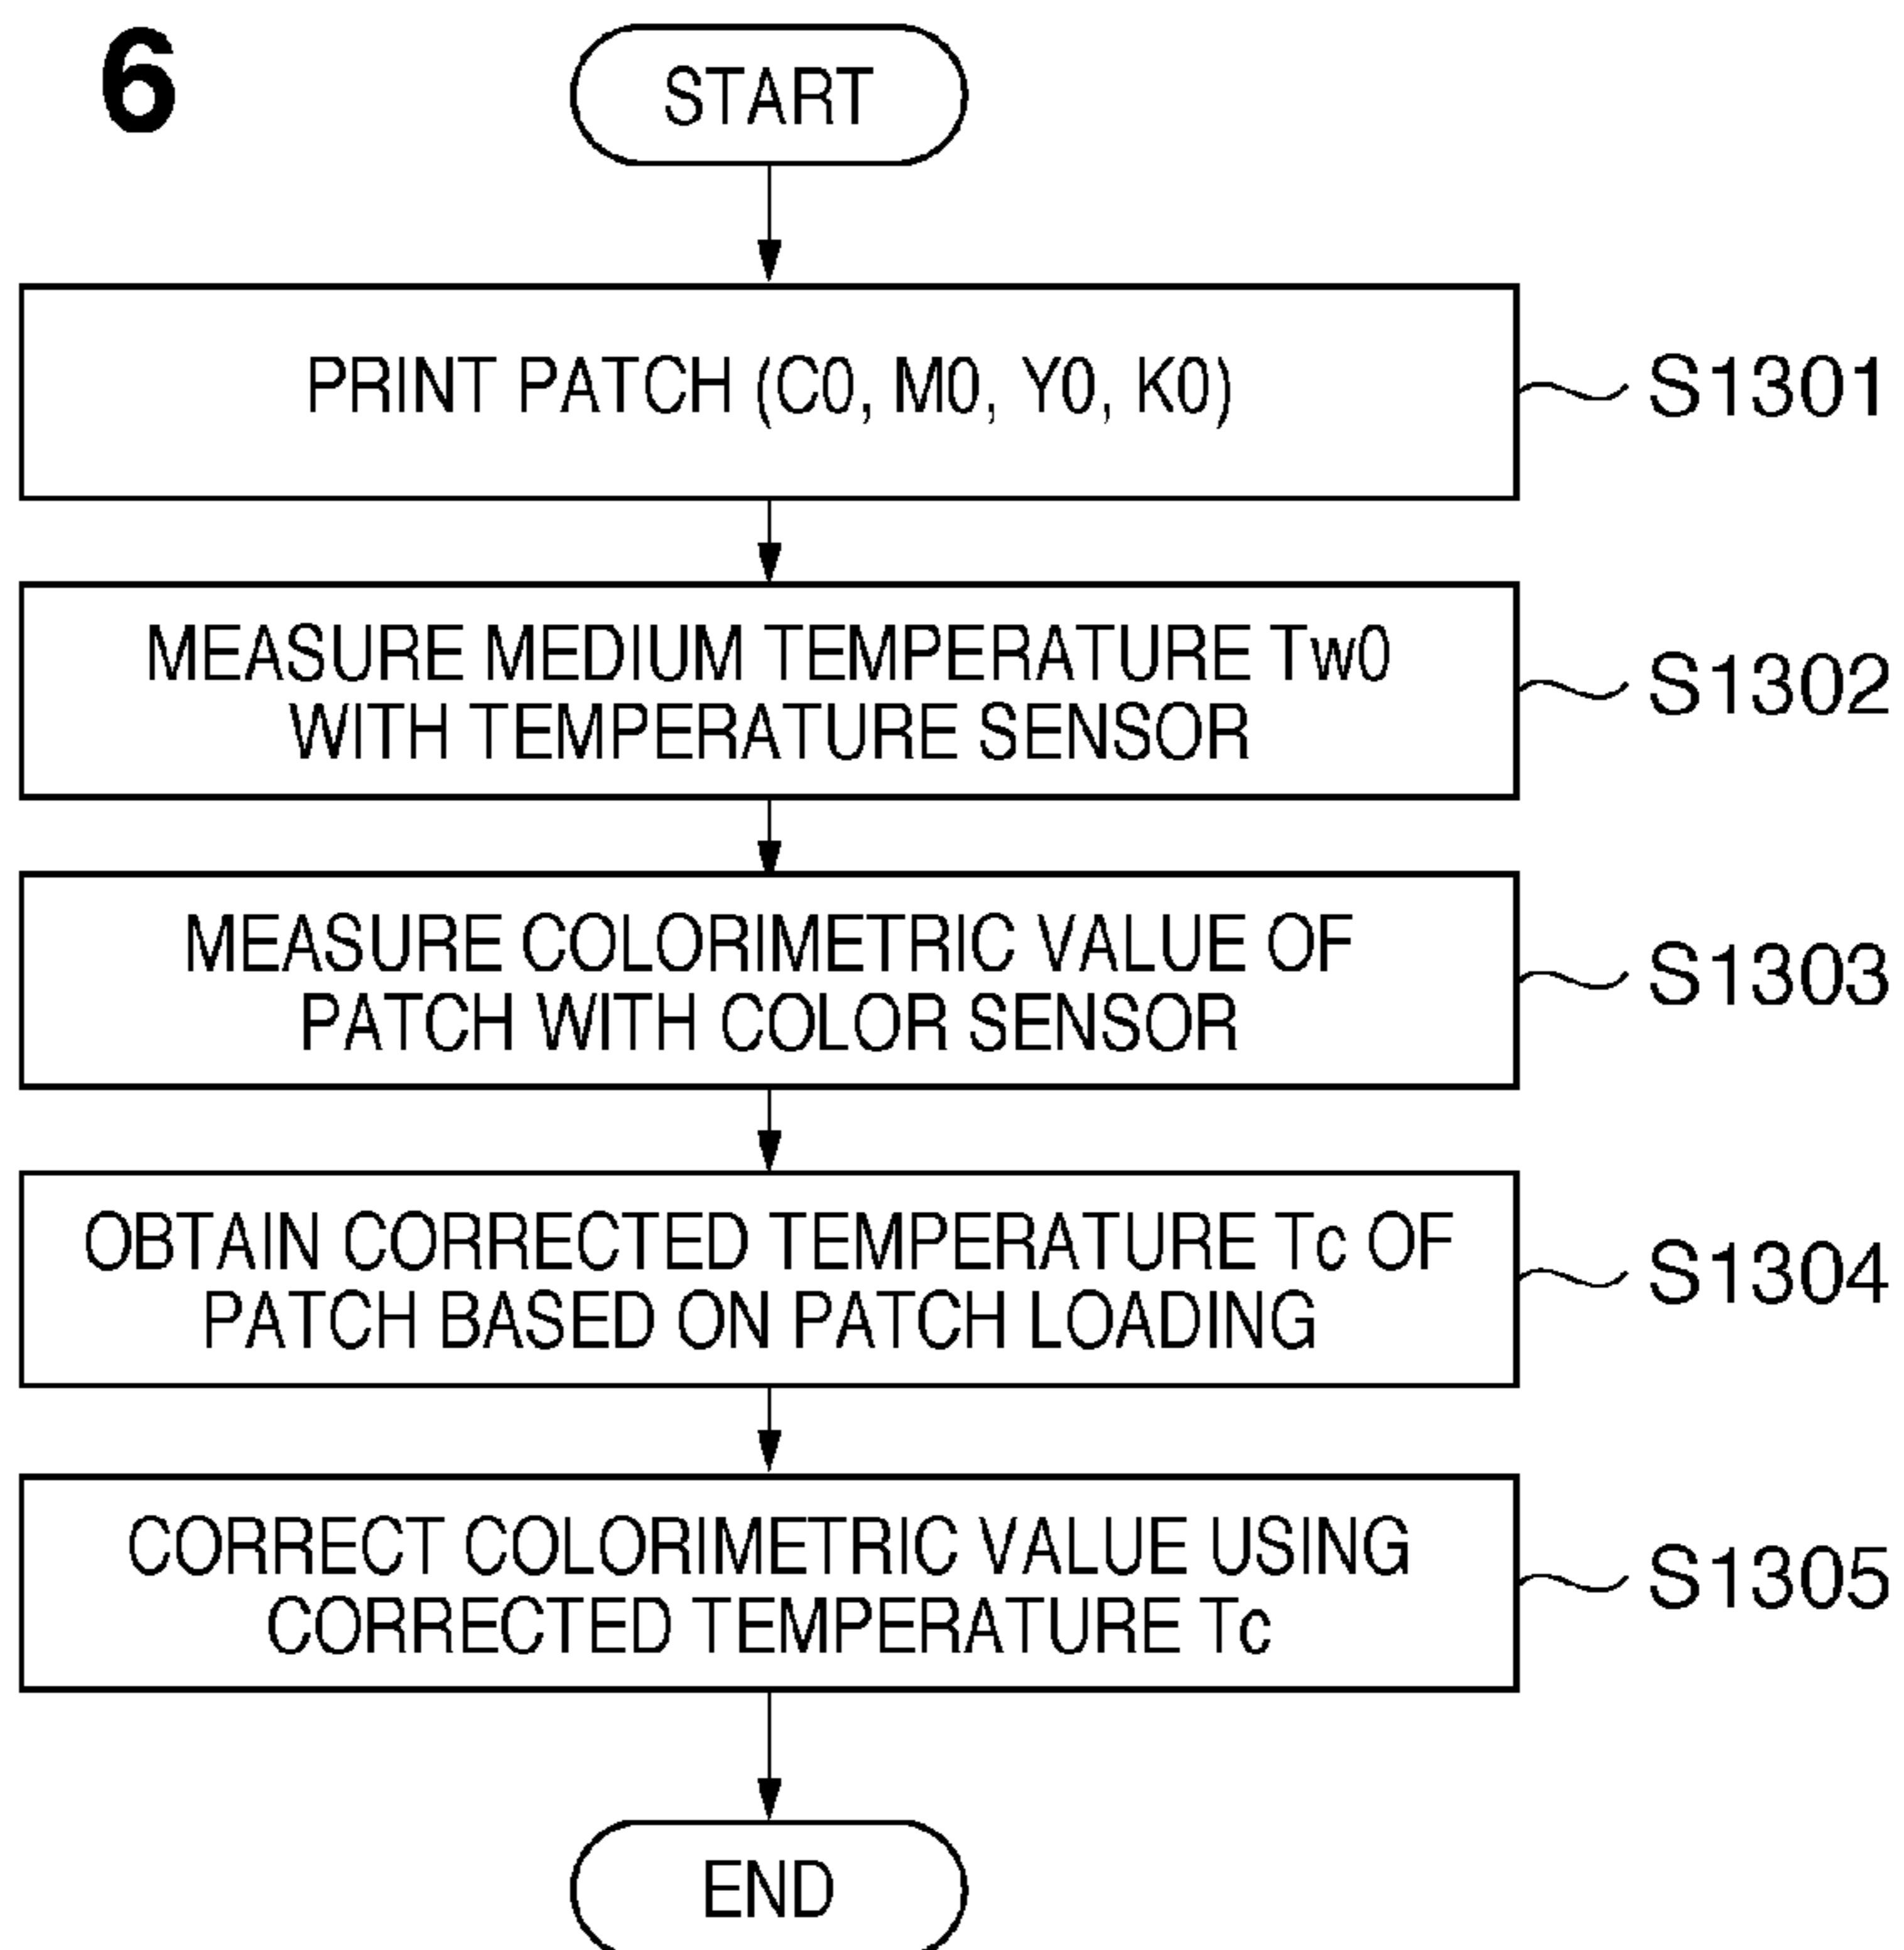 6
START
PRINT PATCH (C0, M0, Y0, K0)
S1301
MEASURE MEDIUM TEMPERATURE Tw0
WITH TEMPERATURE SENSOR
S1302
MEASURE COLORIMETRIC VALUE OF
PATCH WITH COLOR SENSOR
S1303
OBTAIN CORRECTED TEMPERATURE Tc OF
PATCH BASED ON PATCH LOADING
S1304
CORRECT COLORIMETRIC VALUE USING
CORRECTED TEMPERATURE Tc
S1305
END